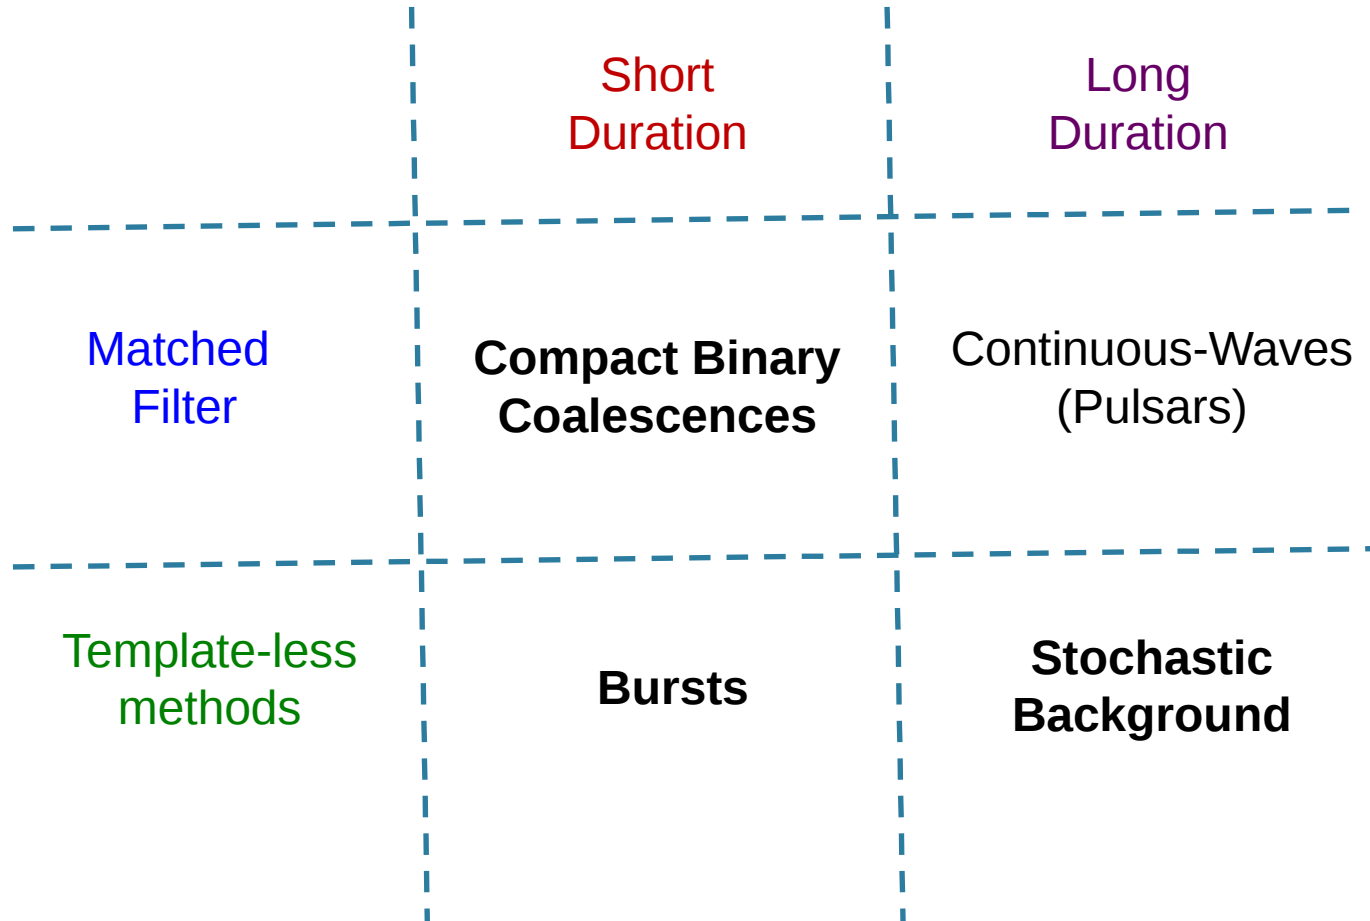 Short
Duration
Long
Duration
Matched
Filter
Compact Binary
Coalescences
Continuous-Waves
(Pulsars)
Template-less
methods
Bursts
Stochastic
Background